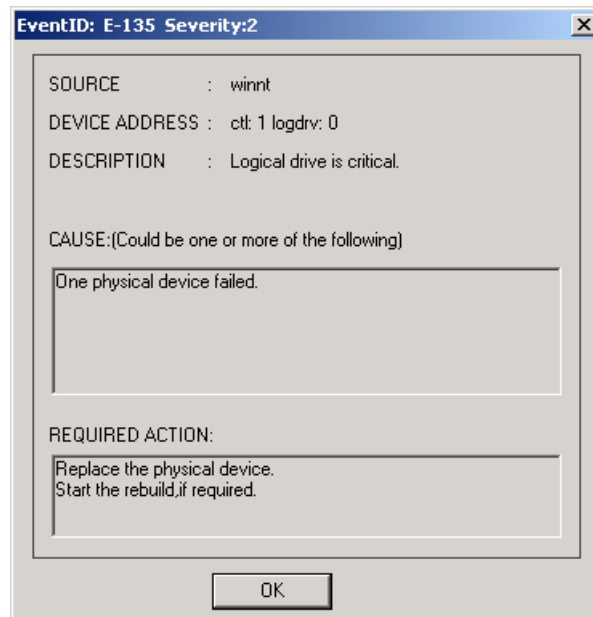 EventID: E-135 Severity:2
SOURCE : winnt
DEVICE ADDRESS : ctl: 1 logdrv: 0
DESCRIPTION : Logical drive is critical.
CAUSE:(Could be one or more of the following)
One physical device failed.
REQUIRED ACTION:
Replace the physical device.
Start the rebuild,if required.
OK